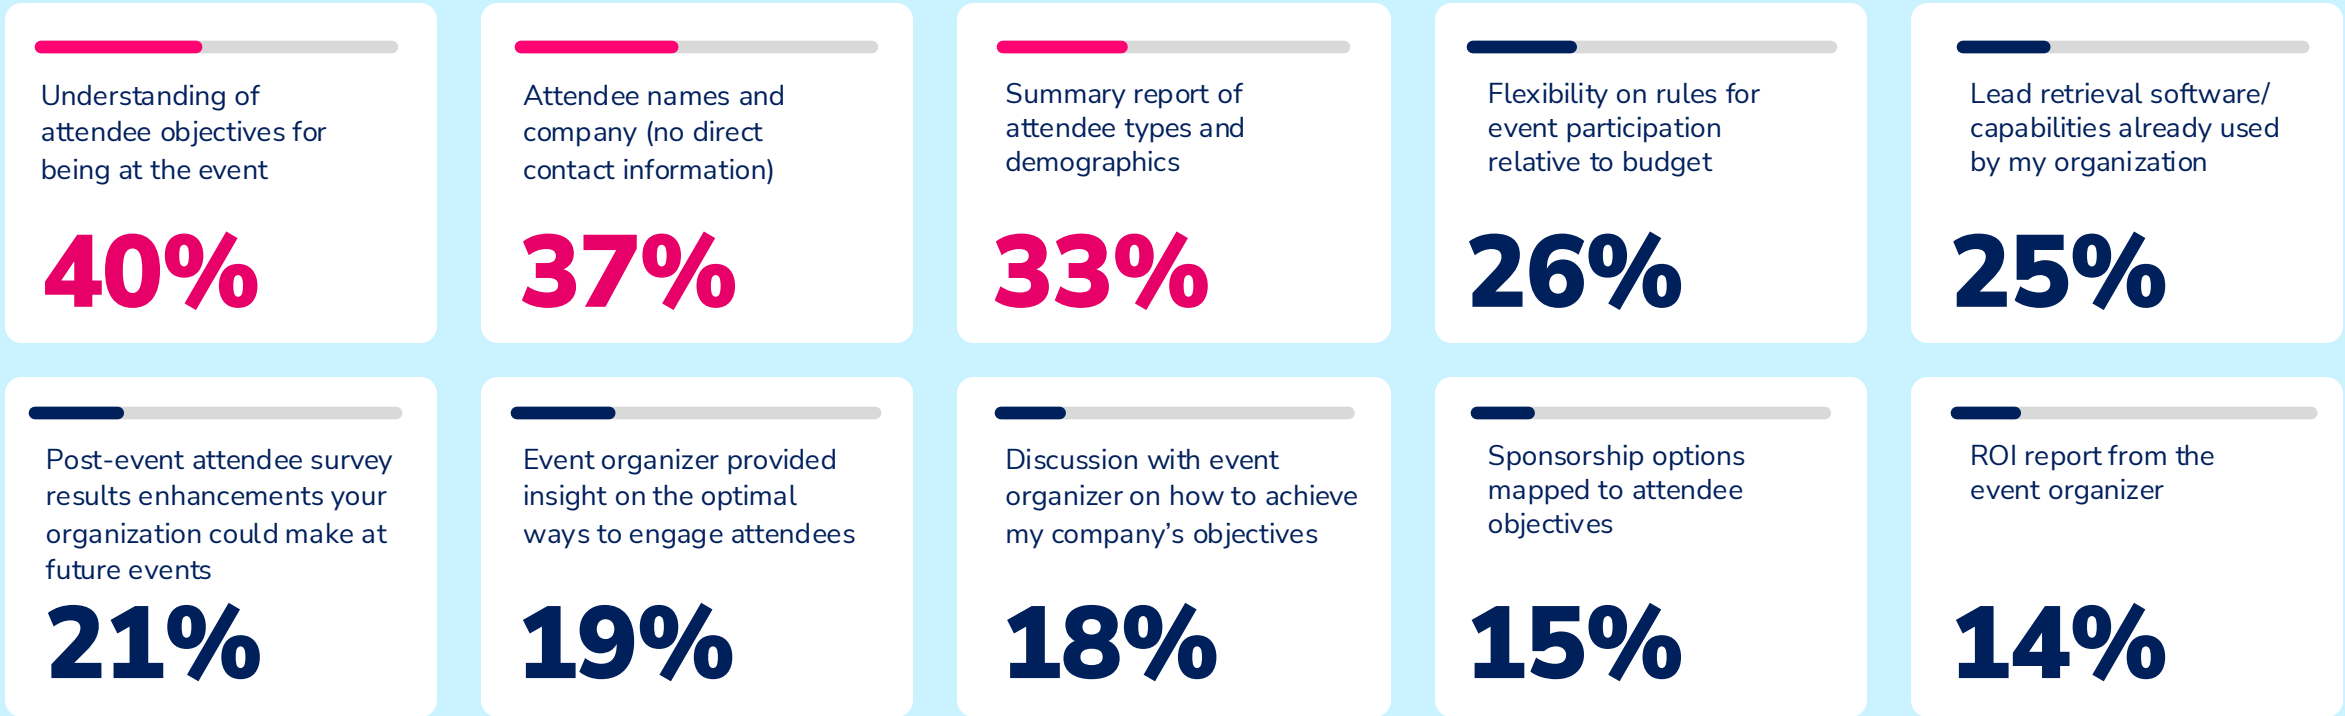 Understanding of
attendee objectives for
being at the event
40%
Attendee names and
company (no direct
contact information)
37%
Summary report of
attendee types and
demographics
33%
Flexibility on rules for
event participation
relative to budget
26%
Lead retrieval software/
capabilities already used
by my organization
25%
Post-event attendee survey
results enhancements your
organization could make at
future events
21%
Event organizer provided
insight on the optimal
ways to engage attendees
19%
Discussion with event
organizer on how to achieve
my company’s objectives
18%
Sponsorship options
mapped to attendee
objectives
15%
ROI report from the
event organizer
14%